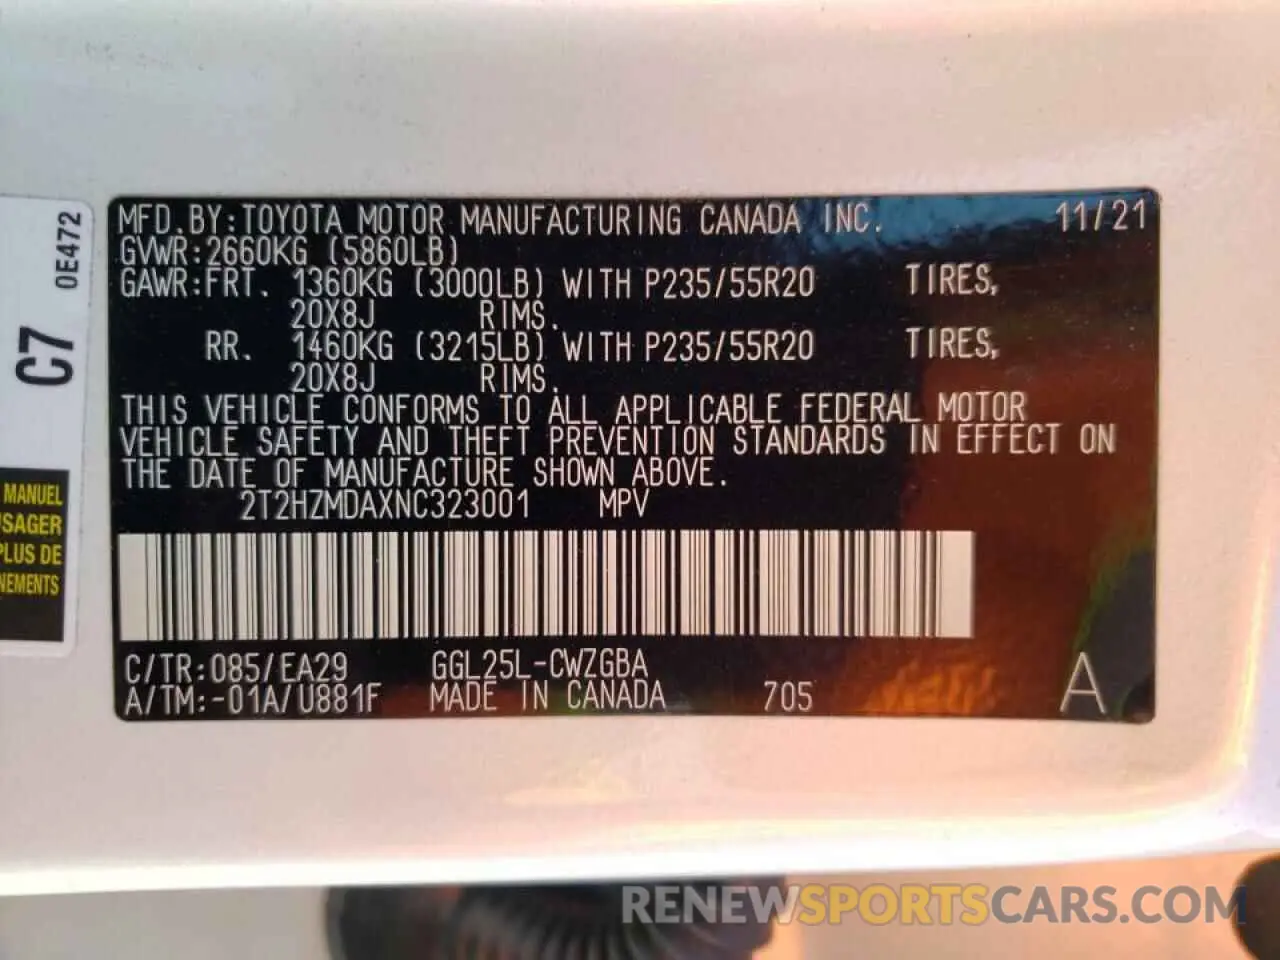 MFD.BY:TOYOTA MOTOR MANUFACTURING CANADA INC. 11/21
GVWR:2660KG (5860LB)
GAWR:FRT. 1360KG (3000LB) WITH P235/55R20 TIRES,
20X8J RIMS.
RR. 1460KG (3215LB) WITH P235/55R20 TIRES,
20X8J RIMS.
THIS VEHICLE CONFORMS TO ALL APPLICABLE FEDERAL MOTOR
VEHICLE SAFETY AND THEFT PREVENTION STANDARDS IN EFFECT ON
THE DATE OF MANUFACTURE SHOWN ABOVE.
2T2HZMDAXNC323001 MPV
C/TR:085/EA29 GGL25L-CWZGBA
A/TM:-01A/U881F MADE IN CANADA 705 A
0E472
C7
MANUEL
SAGER
PLUS DE
NEMENTS
RENEWSPORTSCARS.COM